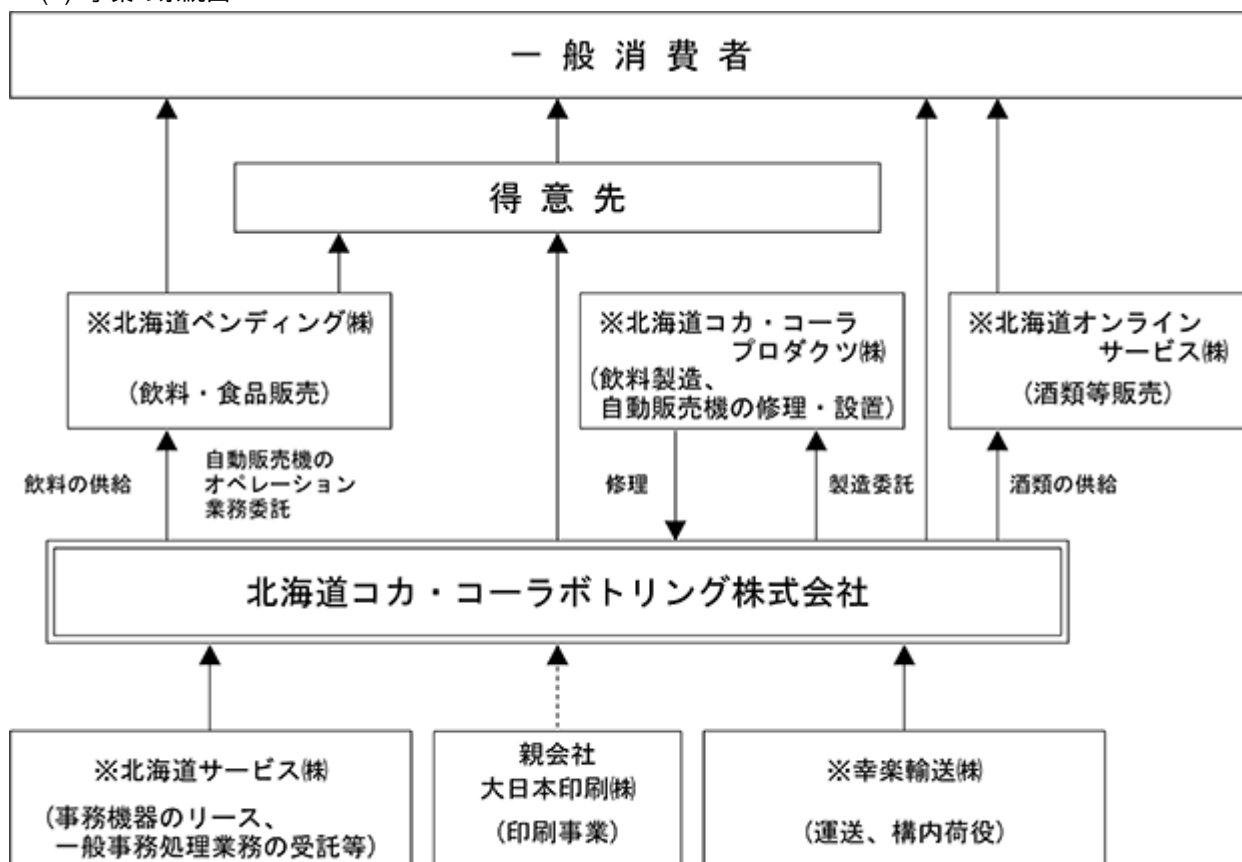 一般消費者
得意先
※北海道ベンディング㈱
(飲料・食品販売)
※北海道コカ・コーラ
プロダクツ㈱
(飲料製造、
自動販売機の修理・設置)
※北海道オンライン
サービス㈱
(酒類等販売)
飲料の供給
自動販売機の
オペレーション
業務委託
修理
製造委託
酒類の供給
北海道コカ・コーラボトリング株式会社
※北海道サービス㈱
(事務機器のリース、
一般事務処理業務の受託等)
親会社
大日本印刷㈱
(印刷事業)
※幸楽輸送㈱
(運送、構内荷役)